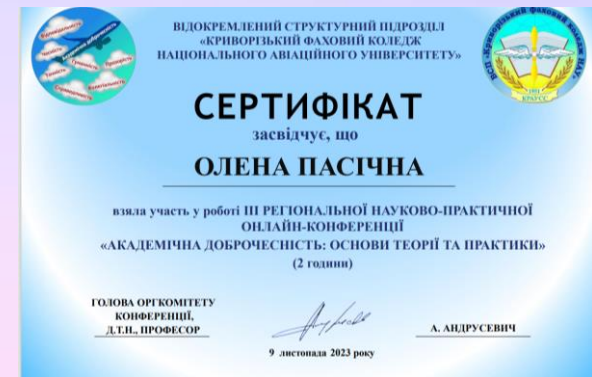 ВІДОКРЕМЛЕНИЙ СТРУКТУРНИЙ ПІДРОЗДІЛ
«КРИВОРІЗЬКИЙ ФАХОВИЙ КОЛЕДЖ
НАЦІОНАЛЬНОГО АВІАЦІЙНОГО УНІВЕРСИТЕТУ»
СЕРТИФІКАТ
засвідчує, що
ОЛЕНА ПАСІЧНА
взяла участь у роботі ІІІ РЕГІОНАЛЬНОЇ НАУКОВО-ПРАКТИЧНОЇ
ОНЛАЙН-КОНФЕРЕНЦІЇ
«АКАДЕМІЧНА ДОБРОЧЕСНІСТЬ: ОСНОВИ ТЕОРІЇ ТА ПРАКТИКИ»
(2 години)
ГОЛОВА ОРГКОМІТЕТУ
КОНФЕРЕНЦІЇ,
Д.Т.Н., ПРОФЕСОР
А. АНДРУСЕВИЧ
9 листопада 2023 року